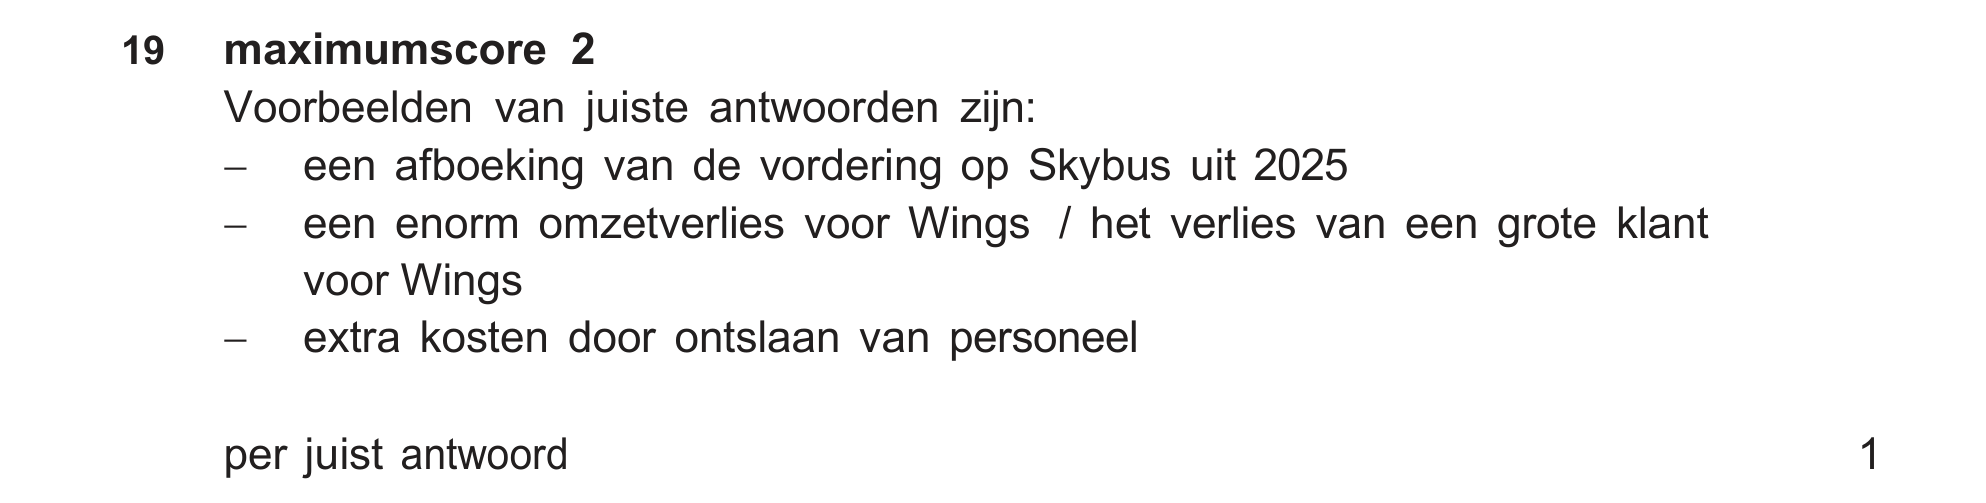 19 maximumscore 2
Voorbeelden van juiste antwoorden zijn:
– een afboeking van de vordering op Skybus uit 2025
– een enorm omzetverlies voor Wings / het verlies van een grote klant
voor Wings
– extra kosten door ontslaan van personeel
per juist antwoord 1